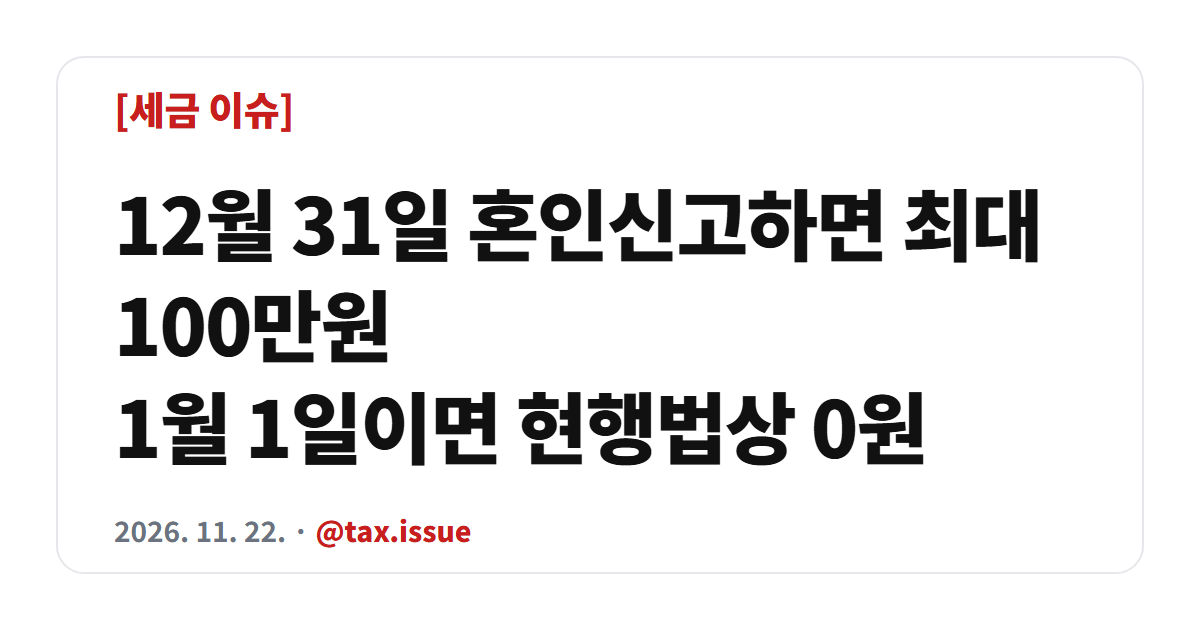 [세금 이슈]
12월 31일 혼인신고하면 최대
100만원
1월 1일이면 현행법상 0원
2026. 11. 22. · @tax.issue